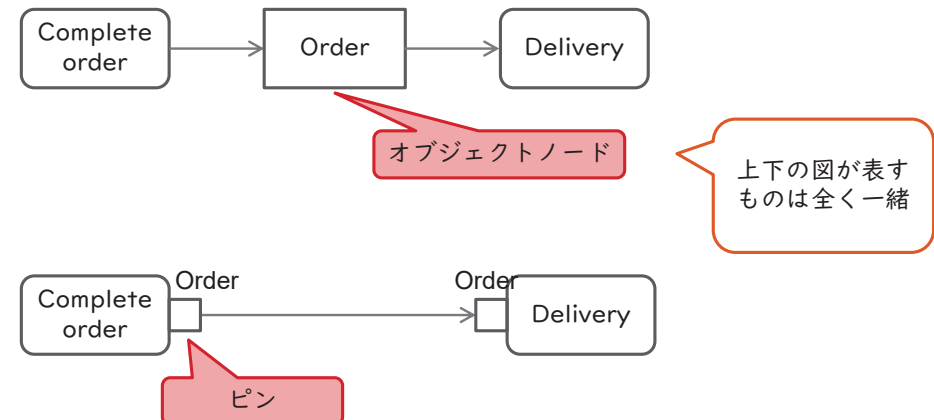 Complete
order
Order
Delivery
オブジェクトノード
上下の図が表す
ものは全く一緒
Order
Order
Complete
order
Delivery
ピン